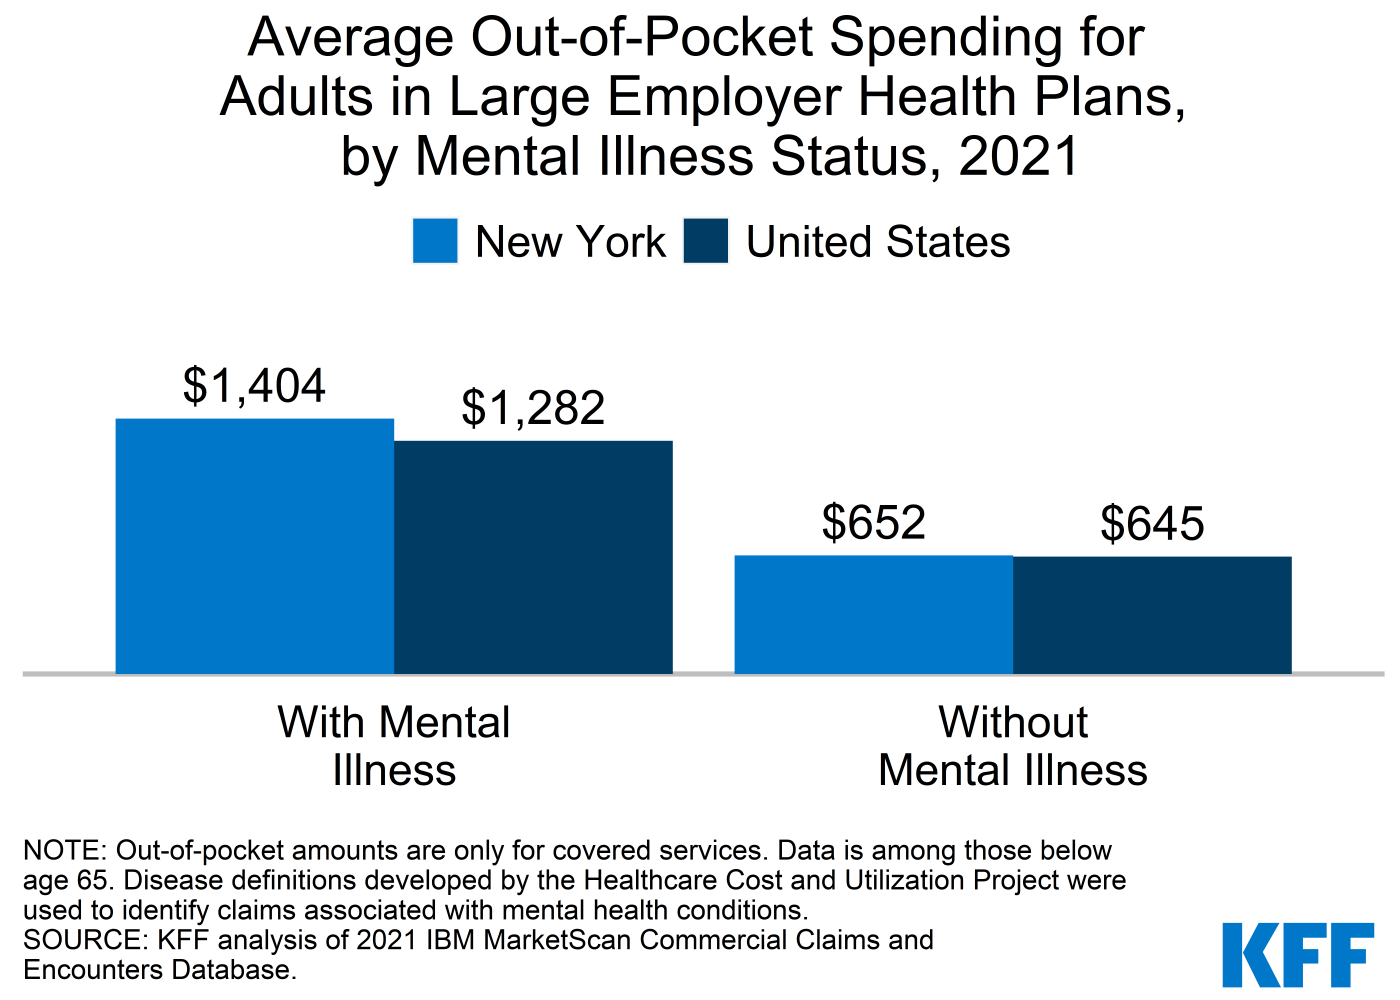 Average Out-of-Pocket Spending for
Adults in Large Employer Health Plans,
by Mental Illness Status, 2021
New York United States
$1,404
$1,282
$652
$645
With Mental
Illness
Without
Mental Illness
NOTE: Out-of-pocket amounts are only for covered services. Data is among those below
age 65. Disease definitions developed by the Healthcare Cost and Utilization Project were
used to identify claims associated with mental health conditions.
SOURCE: KFF analysis of 2021 IBM MarketScan Commercial Claims and
Encounters Database.
KFF